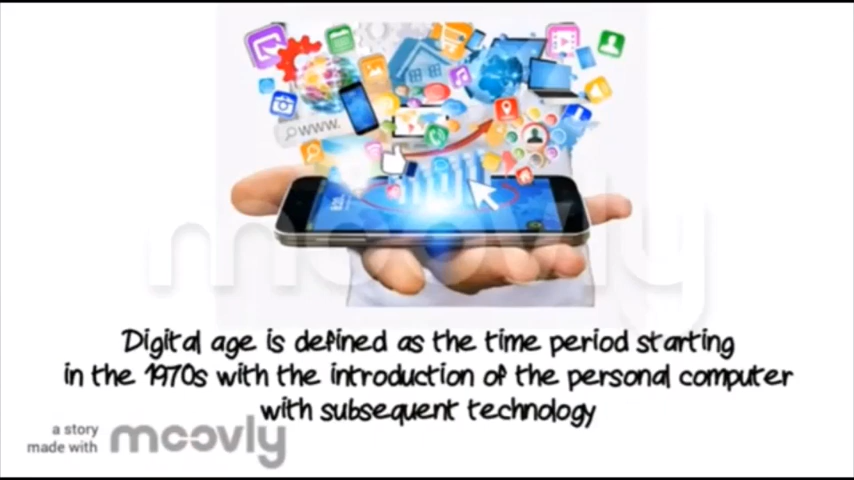 WWW.
moovly
Digital age is defined as the time period starting
in the 1970s with the introduction of the personal computer
with subsequent technology
a story
made with moovly